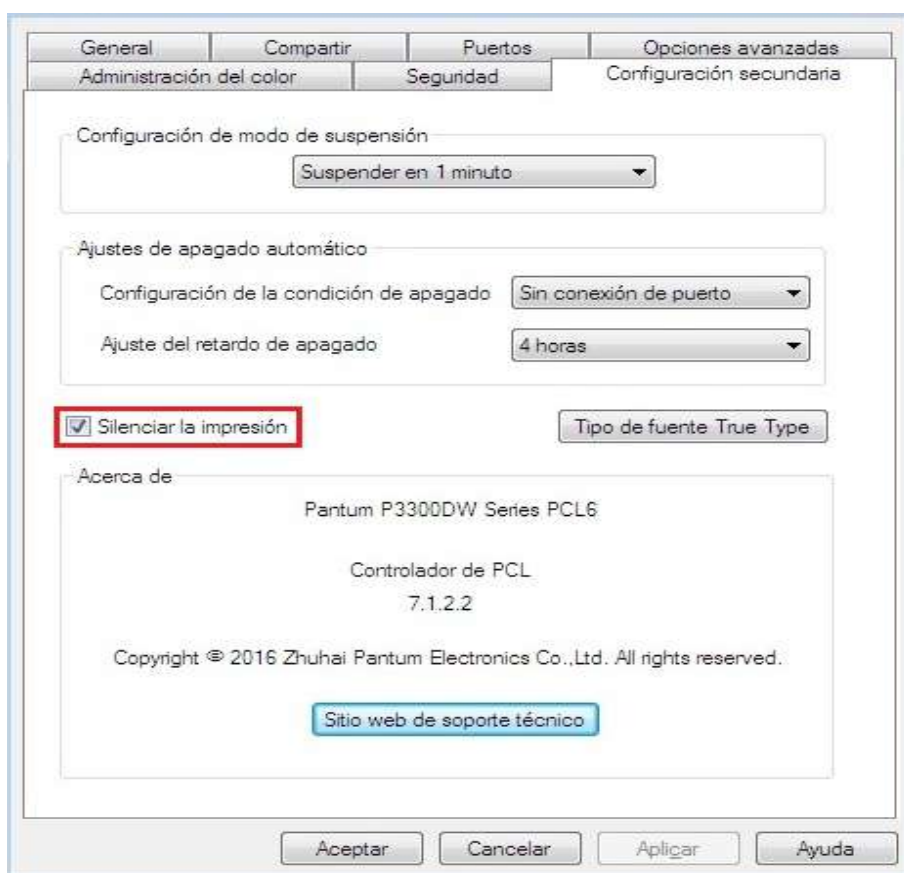 General Compartir Puertos Opciones avanzadas
Administración del color Seguridad Configuración secundaria
Configuración de modo de suspensión
Suspender en 1 minuto
Ajustes de apagado automático
Configuración de la condición de apagado Sin conexión de puerto
Ajuste del retardo de apagado 4 horas
Silenciar la impresión Tipo de fuente True Type
Acerca de
Pantum P3300DW Series PCL6
Controlador de PCL
7.1.2.2
Copyright © 2016 Zhuhai Pantum Electronics Co.,Ltd. All rights reserved.
Sitio web de soporte técnico
Aceptar Cancelar Aplicar Ayuda